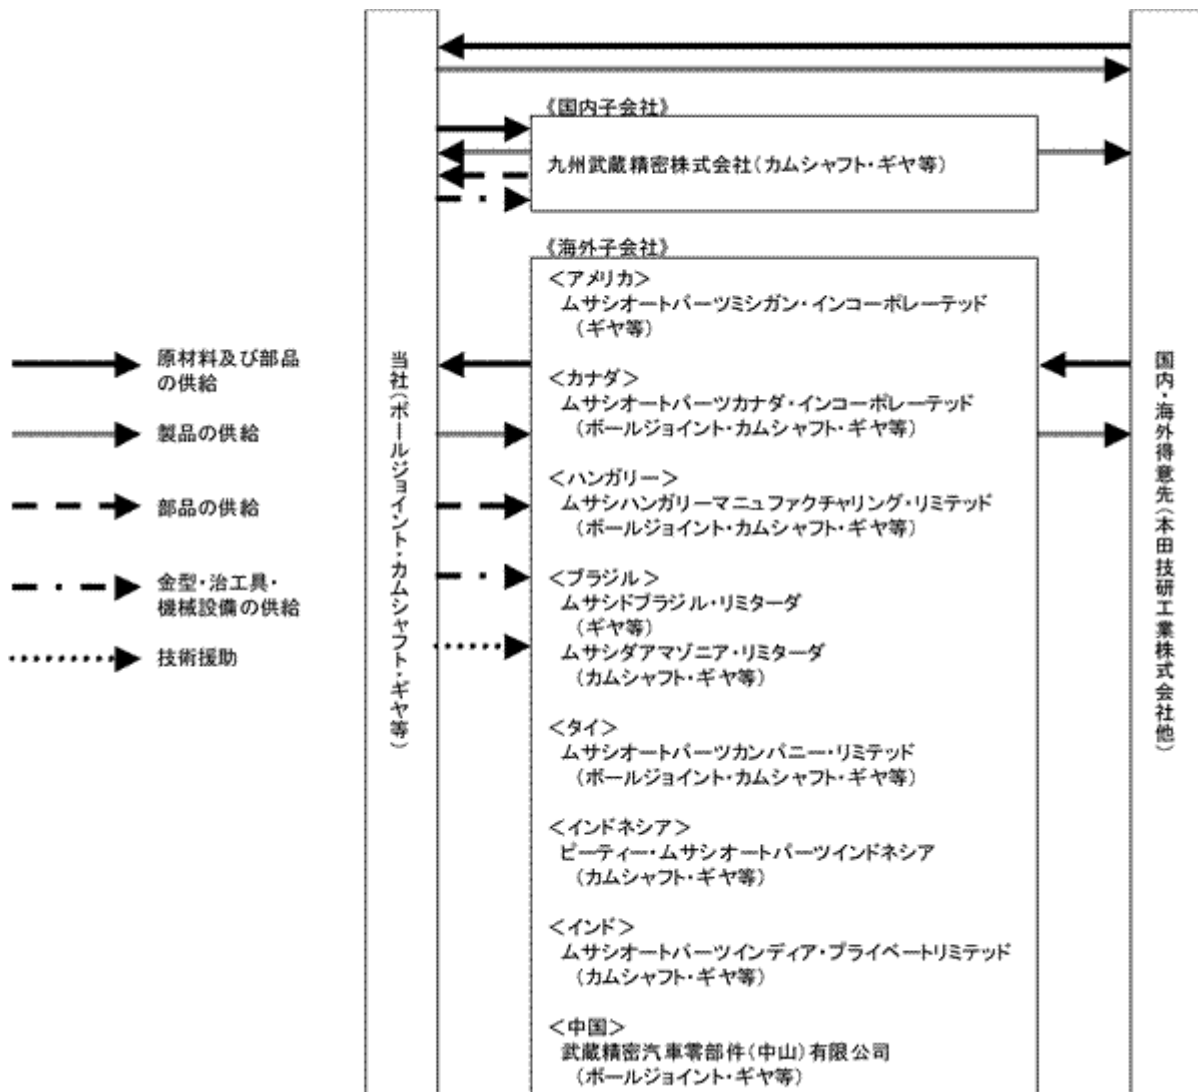 《国内子会社》
九州武蔵精密株式会社(カムシャフト・ギヤ等)
《海外子会社》
<アメリカ>
ムサシオートパーツミシガン・インコーポレーテッド
(ギヤ等)
<カナダ>
ムサシオートパーツカナダ・インコーポレーテッド
(ボールジョイント・カムシャフト・ギヤ等)
<ハンガリー>
ムサシハンガリーマニュファクチャリング・リミテッド
(ボールジョイント・カムシャフト・ギヤ等)
<ブラジル>
ムサシドブラジル・リミターダ
(ギヤ等)
ムサシダアマゾニア・リミターダ
(カムシャフト・ギヤ等)
<タイ>
ムサシオートパーツカンパニー・リミテッド
(ボールジョイント・カムシャフト・ギヤ等)
<インドネシア>
ピーティー・ムサシオートパーツインドネシア
(カムシャフト・ギヤ等)
<インド>
ムサシオートパーツインディア・プライベートリミテッド
(カムシャフト・ギヤ等)
<中国>
武蔵精密汽車零部件(中山)有限公司
(ボールジョイント・ギヤ等)
原材料及び部品
の供給
製品の供給
部品の供給
金型・治工具・
機械設備の供給
技術援助
当社(ボールジョイント・カムシャフト・ギヤ等)
国内・海外得意先(本田技研工業株式会社他)